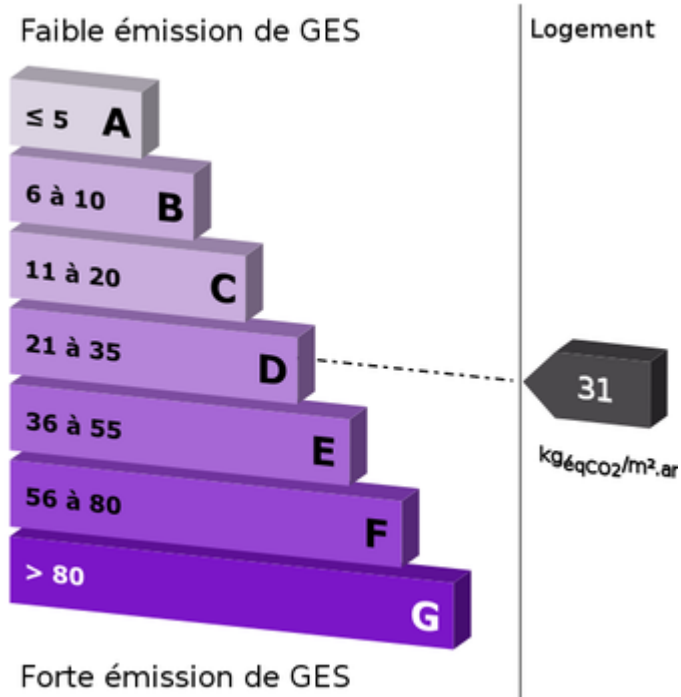 Faible émission de GES
Logement
≤ 5 A
6 à 10 B
11 à 20 C
21 à 35 D
31
36 à 55 E
kgéqCO2/m².an
56 à 80 F
> 80 G
Forte émission de GES